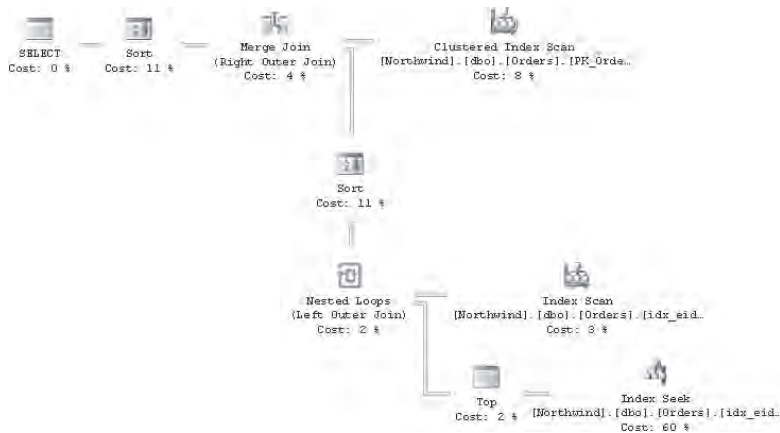 SELECT
Cost: 0 %
Sort
Cost: 11 %
Merge Join
(Right Outer Join)
Cost: 4 %
Clustered Index Scan
[Northwind].[dbo].[Orders].[PK_Orde…
Cost: 8 %
Sort
Cost: 11 %
Nested Loops
(Left Outer Join)
Cost: 2 %
Index Scan
[Northwind].[dbo].[Orders].[idx_eid…
Cost: 3 %
Top
Cost: 2 %
Index Seek
[Northwind].[dbo].[Orders].[idx_eid…
Cost: 60 %